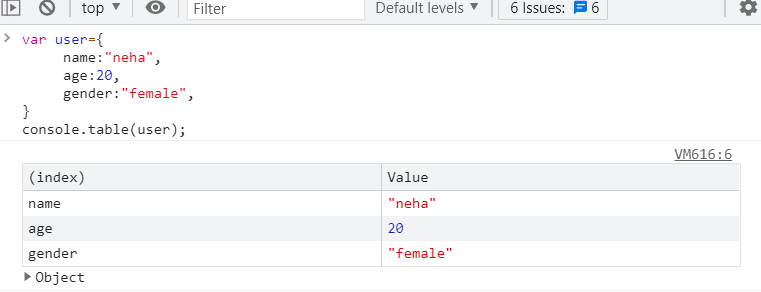 top ▼ Filter Default levels ▼ 6 Issues: 6
> var user={
name:"neha",
age:20,
gender:"female",
}
console.table(user);
VM616:6
(index) Value
name "neha"
age 20
gender "female"
▶ Object